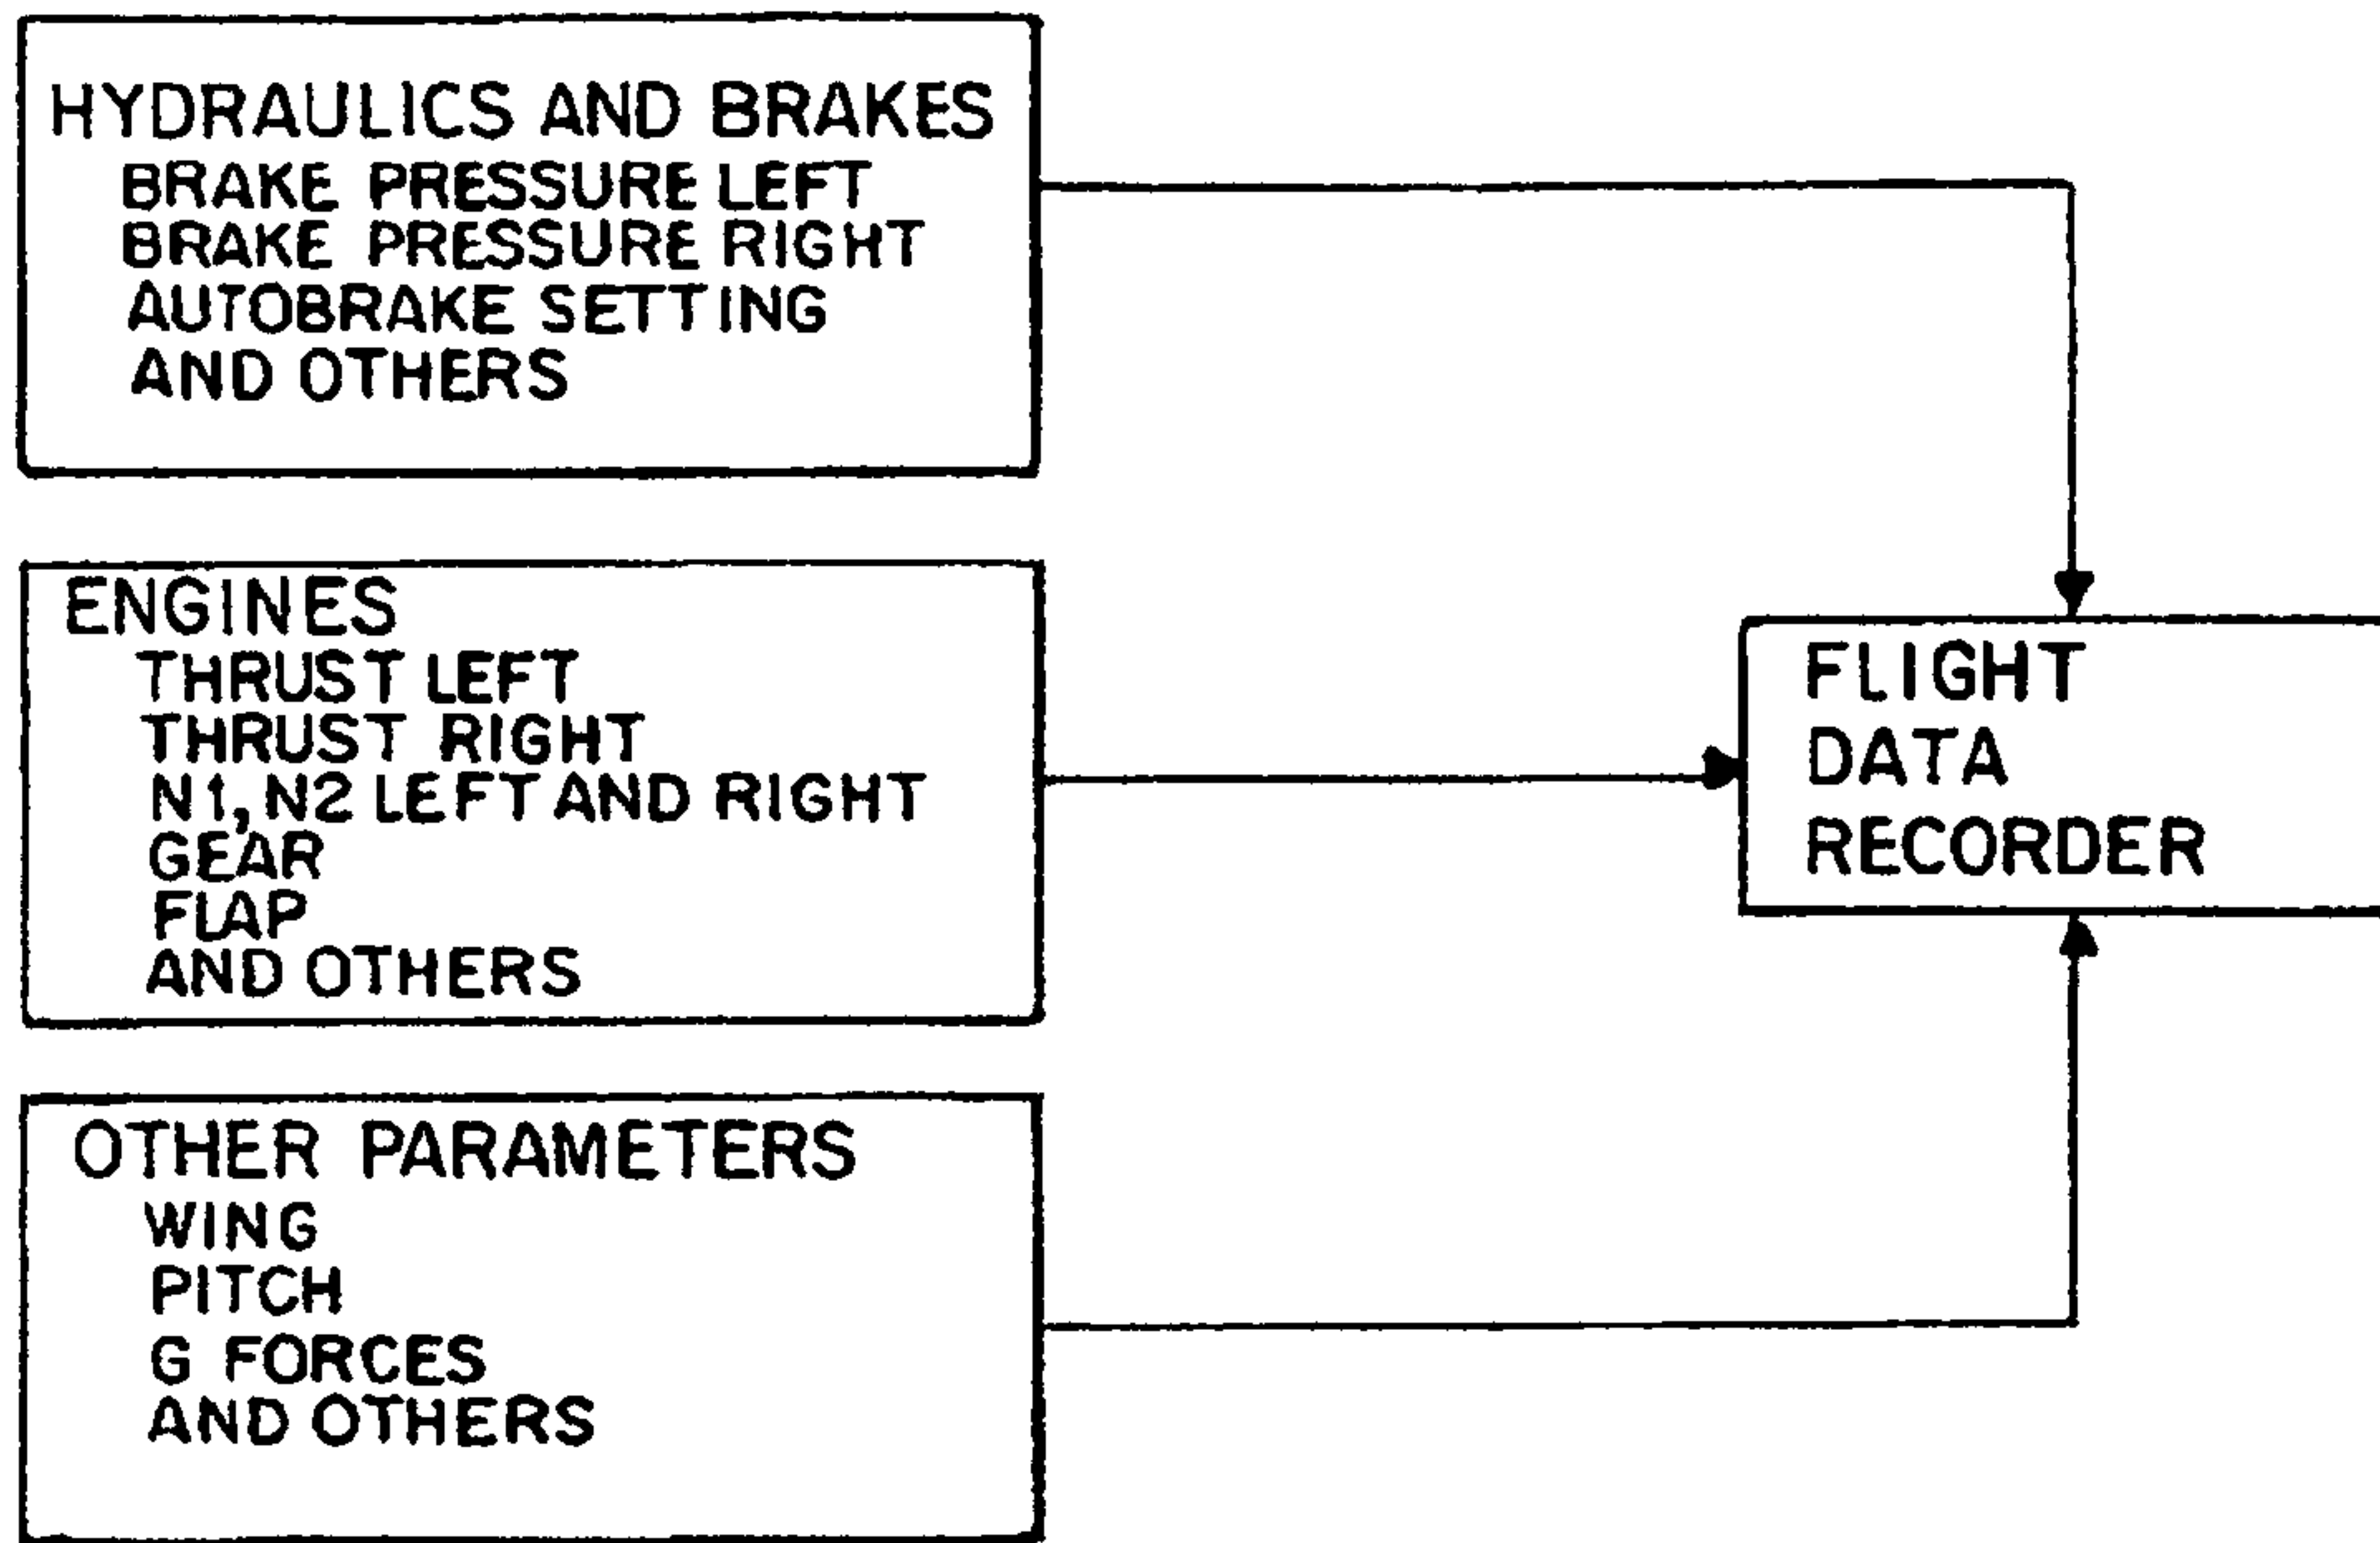 HYDRAULICS AND BRAKES
BRAKE PRESSURE LEFT
BRAKE PRESSURE RIGHT
AUTOBRAKE SETTING
AND OTHERS
ENGINES
THRUST LEFT
THRUST RIGHT
N1, N2 LEFT AND RIGHT
GEAR
FLAP
AND OTHERS
OTHER PARAMETERS
WING
PITCH
G FORCES
AND OTHERS
FLIGHT
DATA
RECORDER